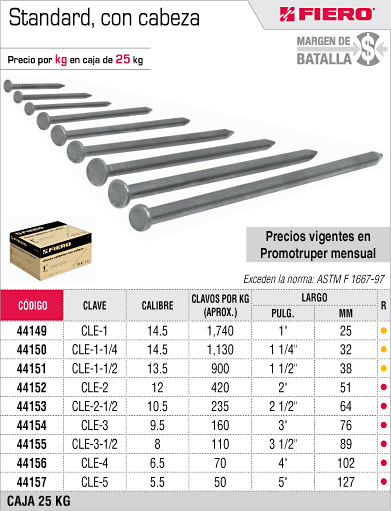 Standard, con cabeza
FIERO®
Precio por kg en caja de 25 kg
MARGEN DE
BATALLA
$
FIERO
1"
Precios vigentes en
Promotruper mensual
Exceden la norma: ASTM F 1667-97
CÓDIGO CLAVE CALIBRE CLAVOS POR KG (APROX.) LARGO R
PULG. MM
44149 CLE-1 14.5 1,740 1" 25
44150 CLE-1-1/4 14.5 1,130 1 1/4" 32
44151 CLE-1-1/2 13.5 900 1 1/2" 38
44152 CLE-2 12 420 2" 51
44153 CLE-2-1/2 10.5 235 2 1/2" 64
44154 CLE-3 9.5 160 3" 76
44155 CLE-3-1/2 8 110 3 1/2" 89
44156 CLE-4 6.5 70 4" 102
44157 CLE-5 5.5 50 5" 127
CAJA 25 KG